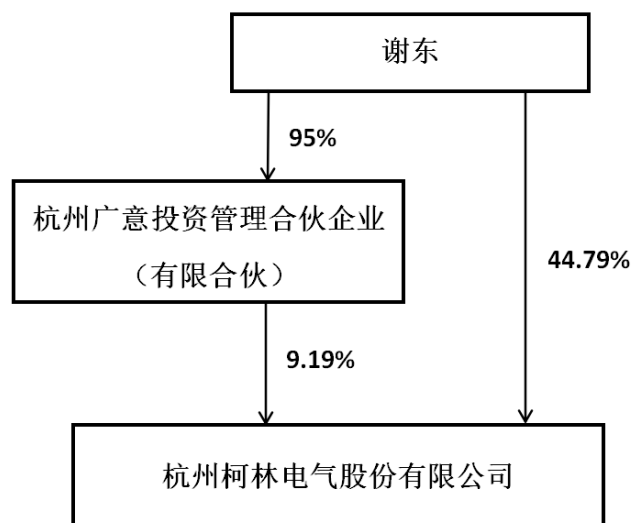 谢东
95%
杭州广意投资管理合伙企业
（有限合伙）
44.79%
9.19%
杭州柯林电气股份有限公司